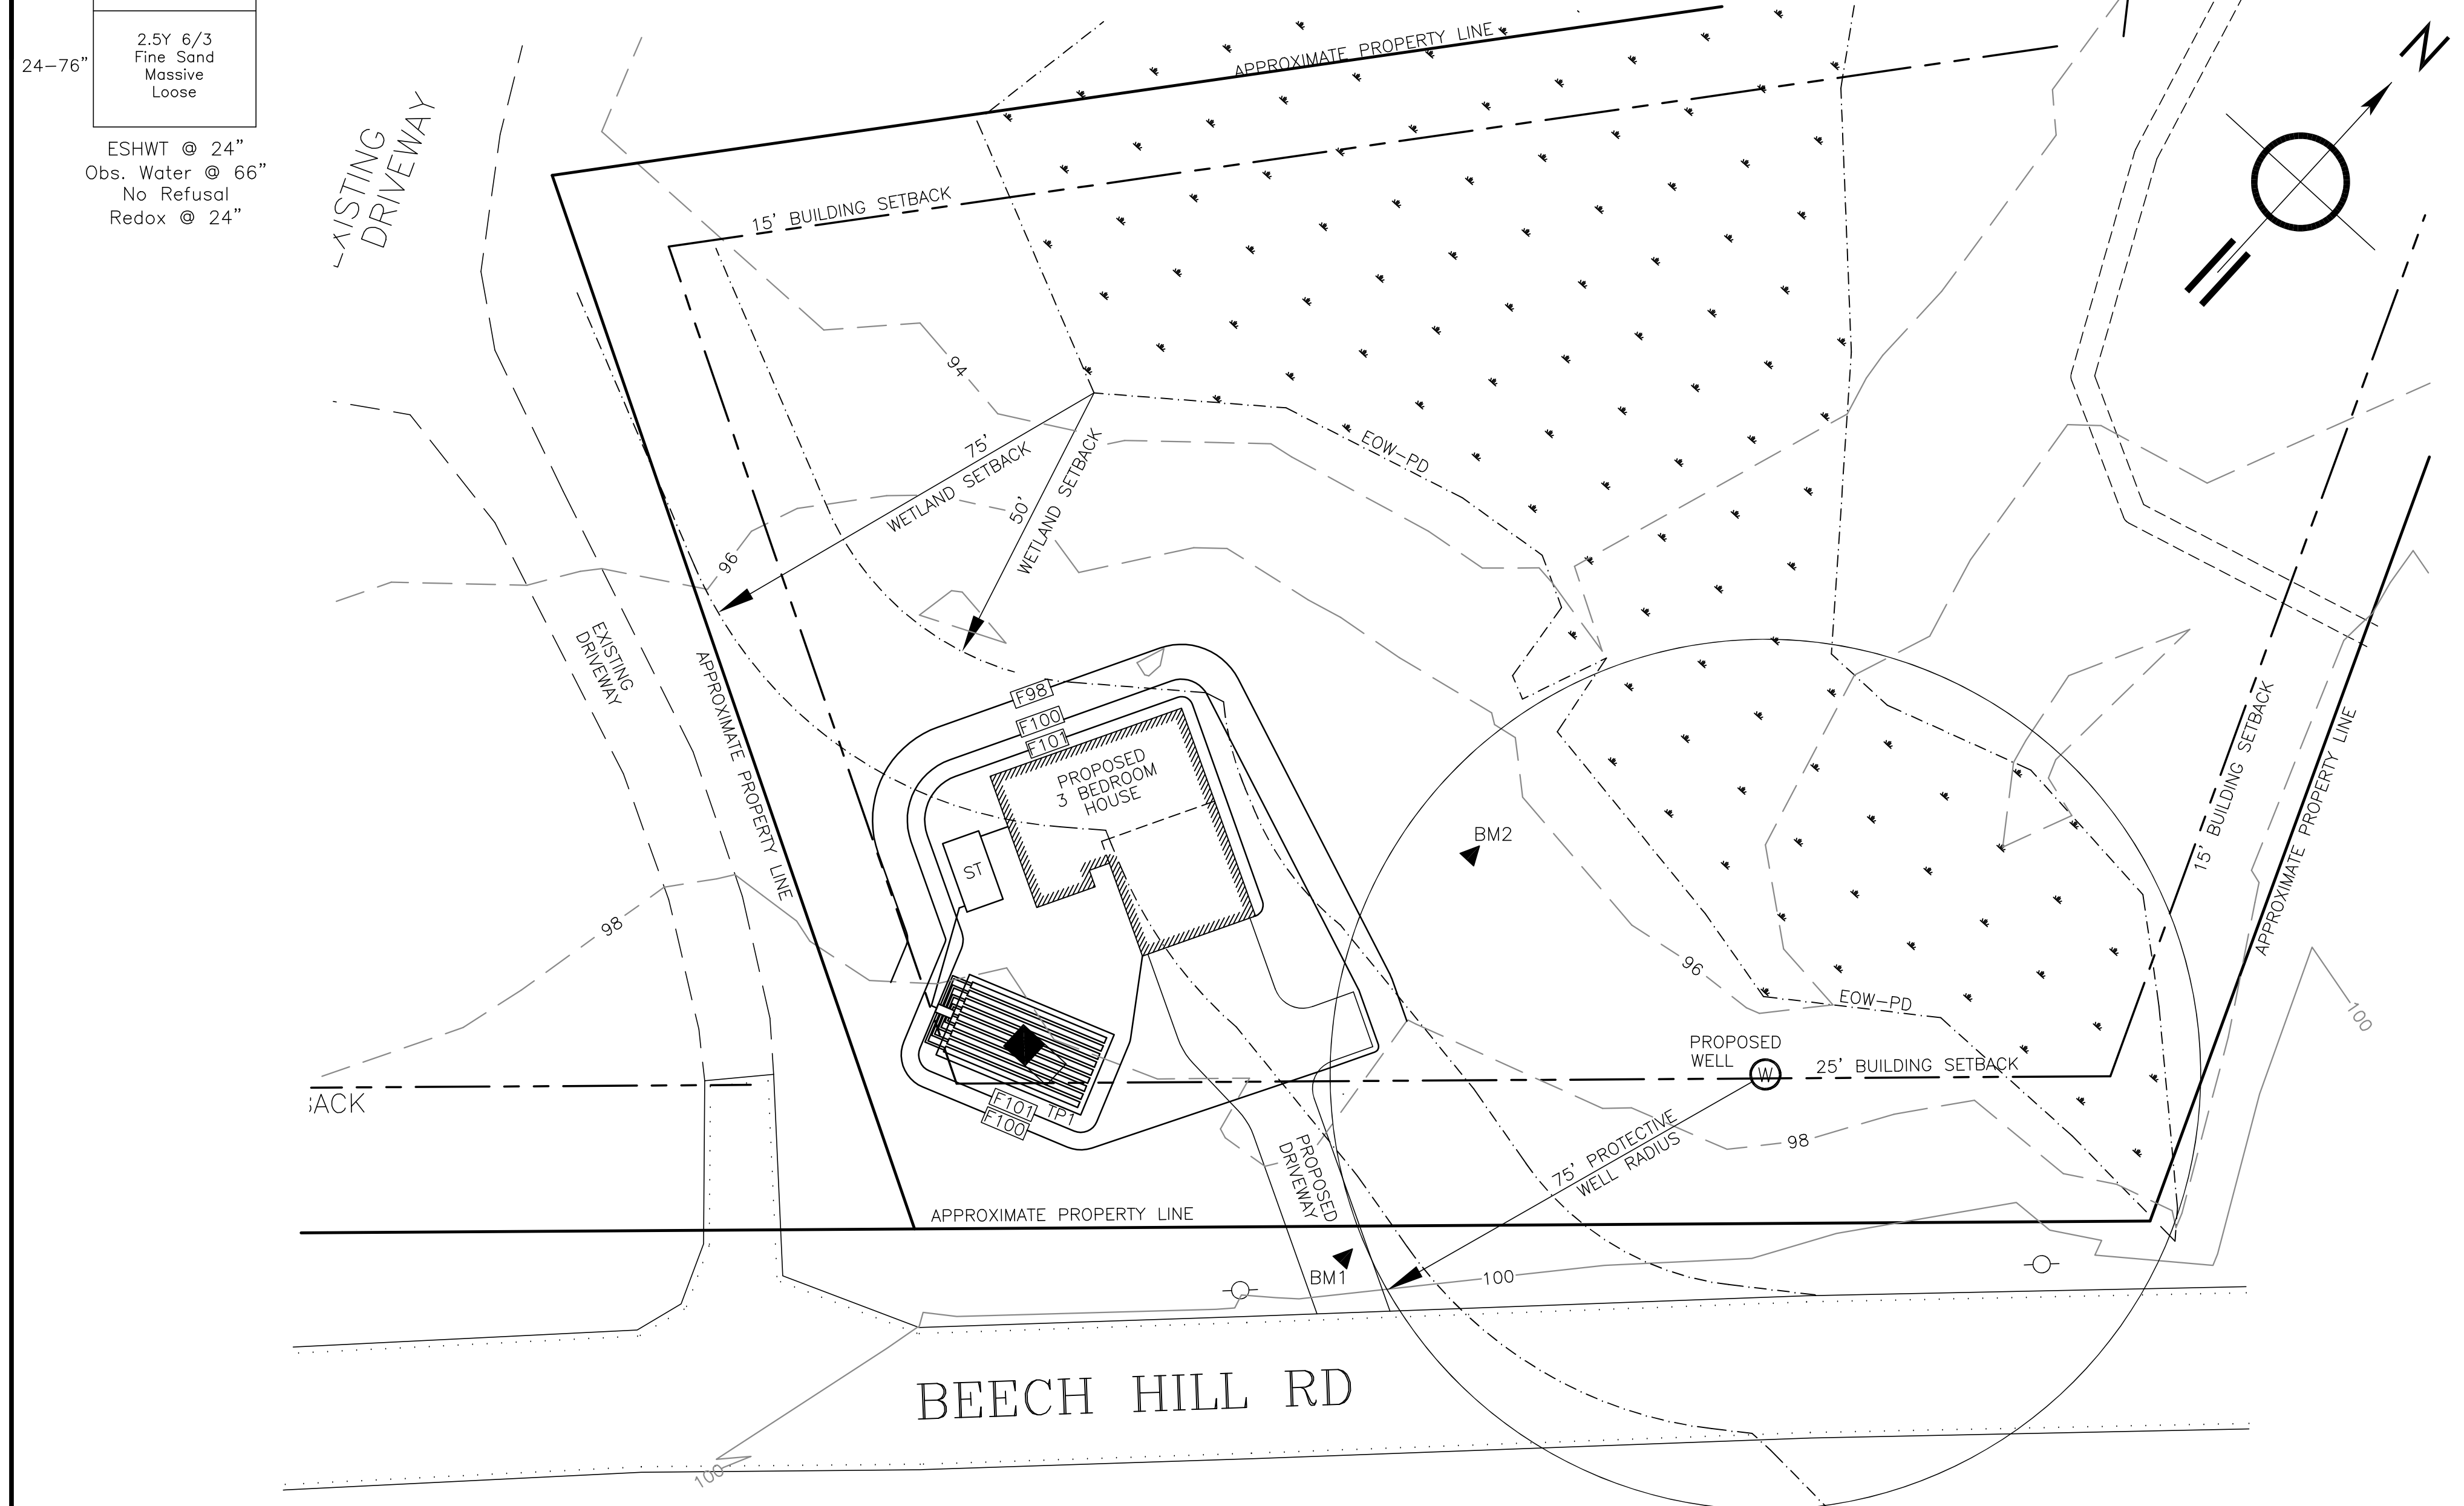 24-76"
2.5Y 6/3
Fine Sand
Massive
Loose
ESHWT @ 24"
Obs. Water @ 66"
No Refusal
Redox @ 24"
DRIVEWAY
APPROXIMATE PROPERTY LINE
N
15' BUILDING SETBACK
94
75'
WETLAND SETBACK
50'
WETLAND SETBACK
EOW-PD
96
EXISTING
DRIVEWAY
APPROXIMATE PROPERTY LINE
F98
F100
F101
PROPOSED
3 BEDROOM
HOUSE
ST
98
BM2
96
EOW-PD
15' BUILDING SETBACK
APPROXIMATE PROPERTY LINE
100
PROPOSED
WELL
W
25' BUILDING SETBACK
F101
TP1
F100
98
75' PROTECTIVE
WELL RADIUS
PROPOSED
DRIVEWAY
APPROXIMATE PROPERTY LINE
BM1
100
BEECH HILL RD
100